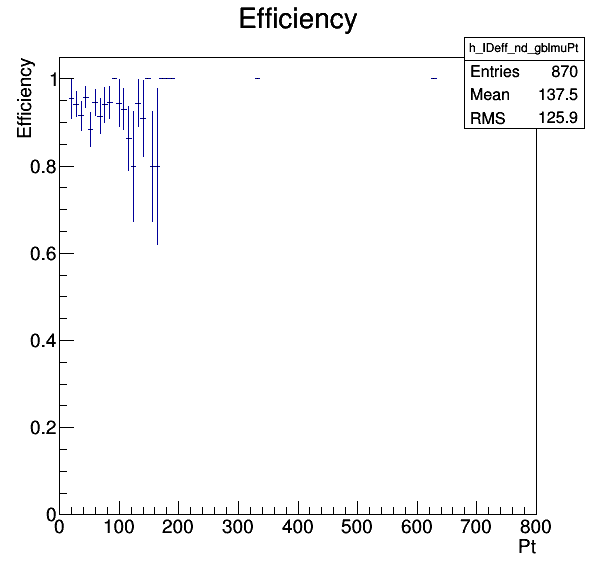 Efficiency
h_IDeff_nd_gblmuPt
Entries 870
Mean 137.5
RMS 125.9
Efficiency
1
0.8
0.6
0.4
0.2
0
0 100 200 300 400 500 600 700 800
Pt